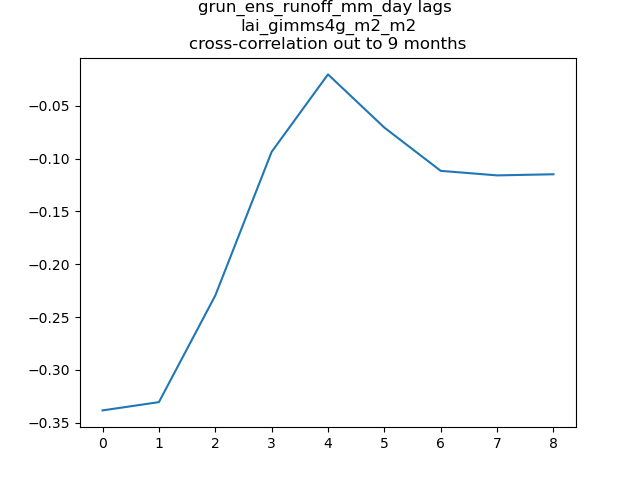 grun_ens_runoff_mm_day lags
lai_gimms4g_m2_m2
cross-correlation out to 9 months
−0.05
−0.10
−0.15
−0.20
−0.25
−0.30
−0.35
0 1 2 3 4 5 6 7 8